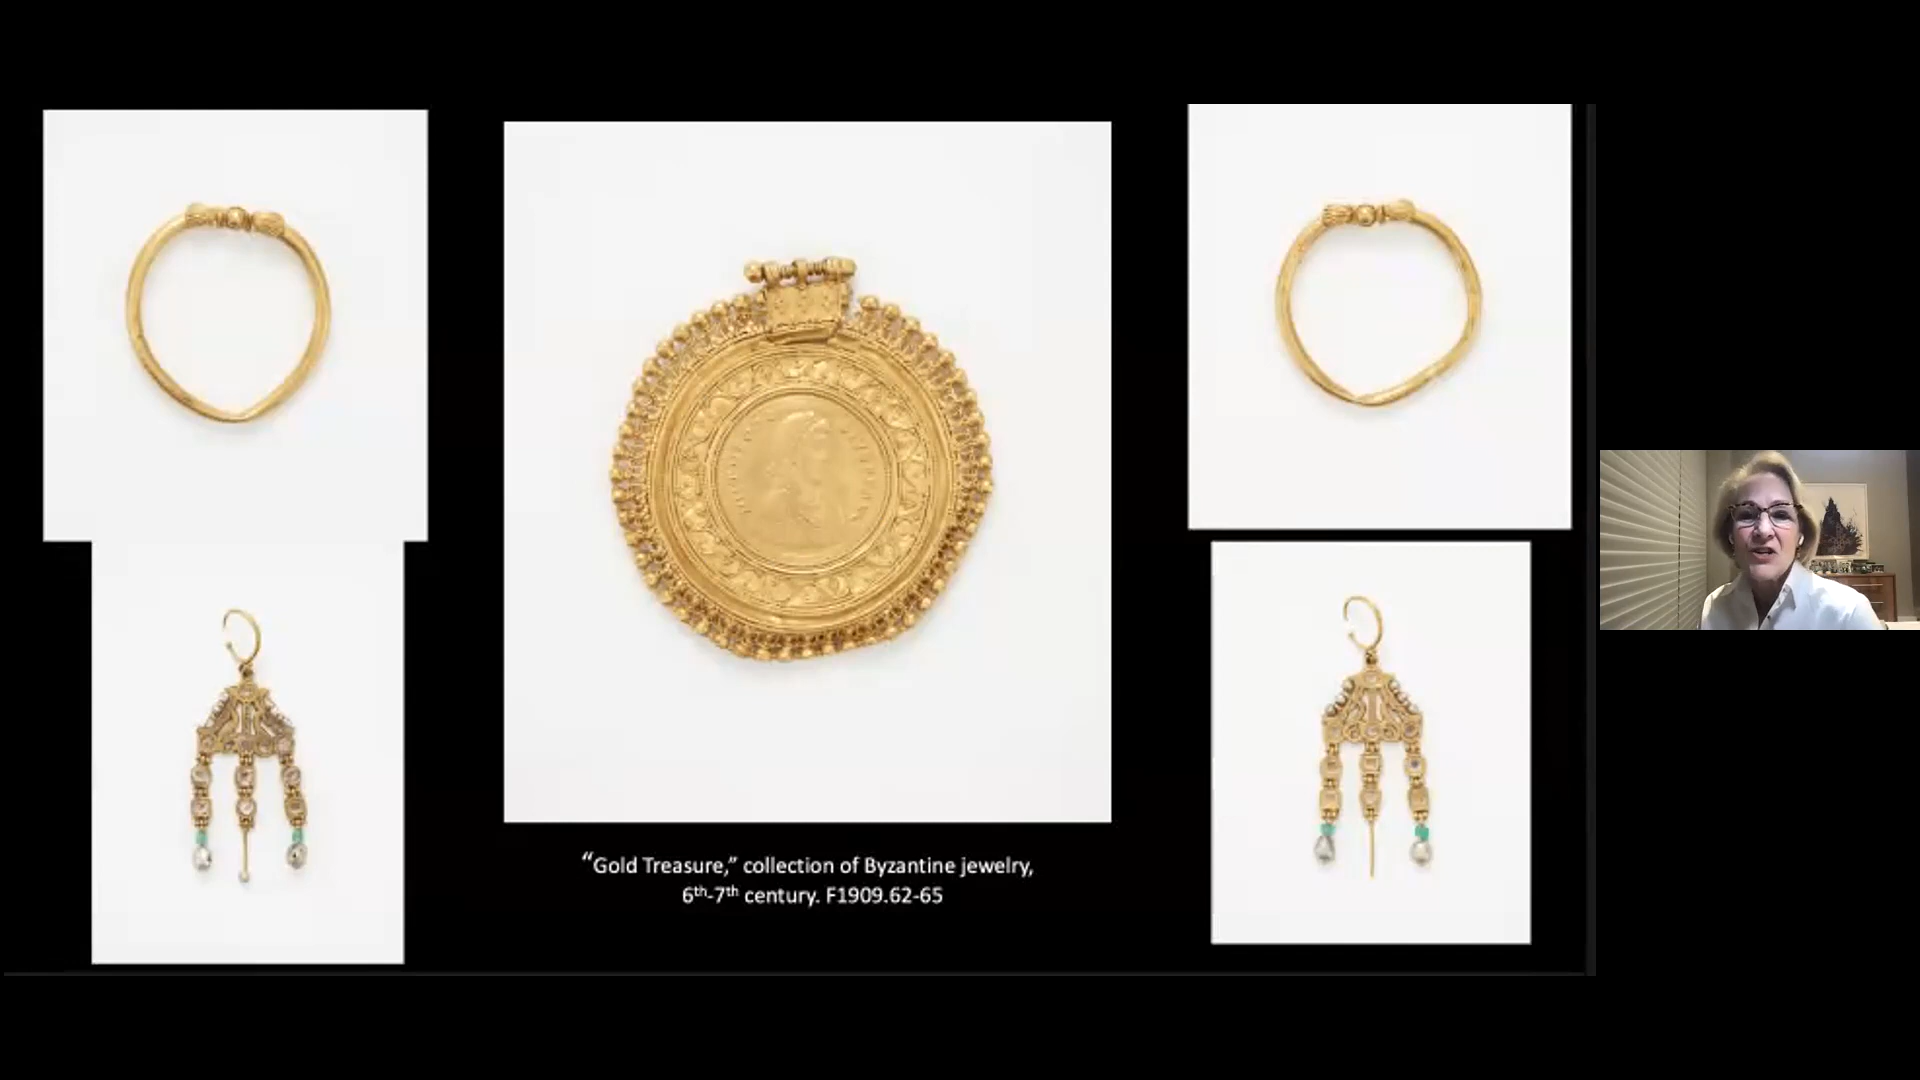 “Gold Treasure,” collection of Byzantine jewelry,
6th-7th century. F1909.62-65